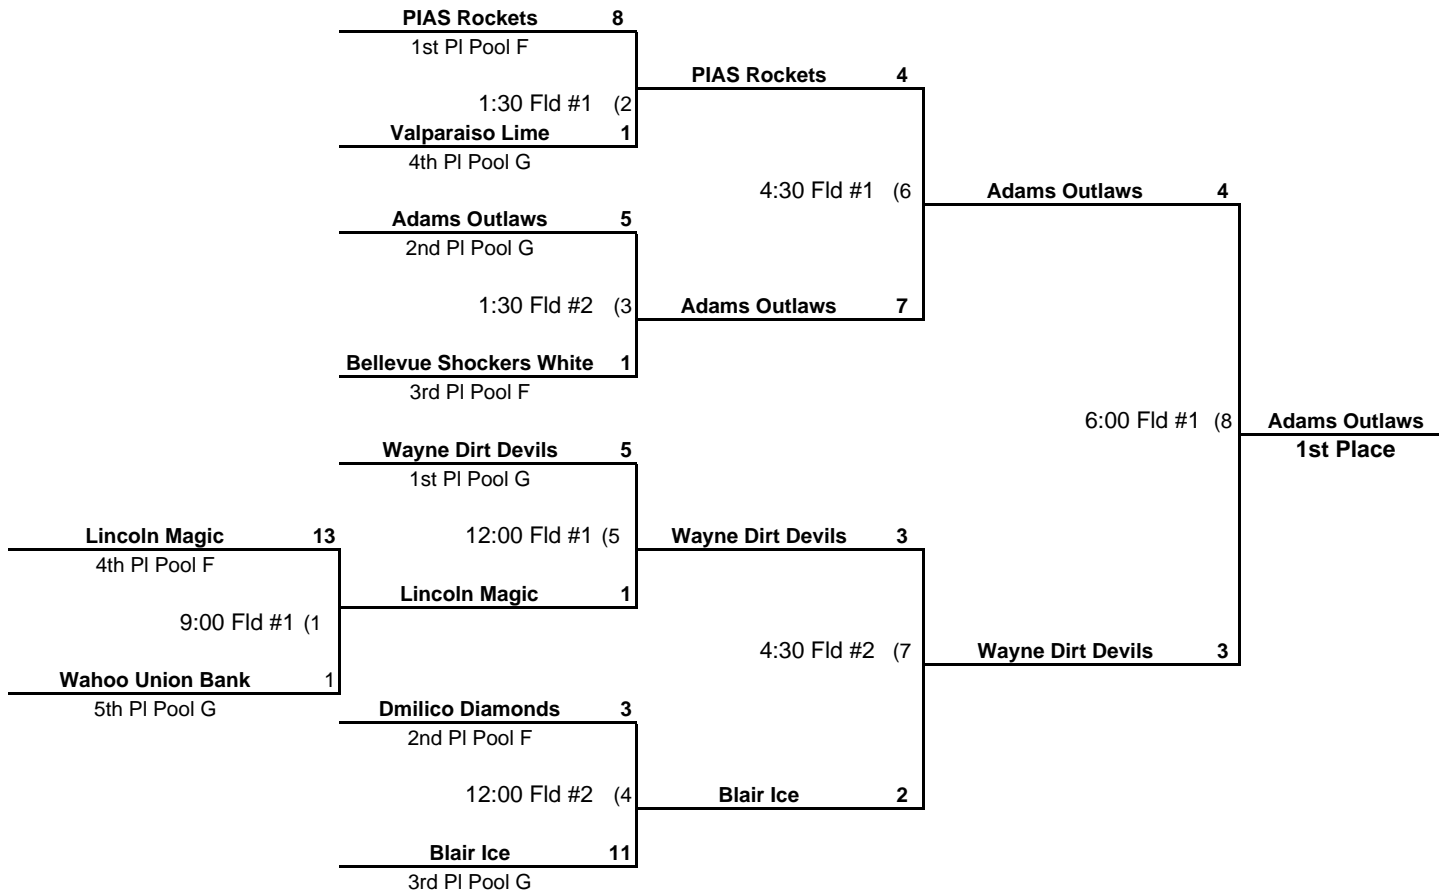 PIAS Rockets 8
1st Pl Pool F
PIAS Rockets 4
1:30 Fld #1 (2
Valparaiso Lime 1
4th Pl Pool G
4:30 Fld #1 (6
Adams Outlaws 4
Adams Outlaws 5
2nd Pl Pool G
1:30 Fld #2 (3
Adams Outlaws 7
Bellevue Shockers White 1
3rd Pl Pool F
6:00 Fld #1 (8
Adams Outlaws
1st Place
Wayne Dirt Devils 5
1st Pl Pool G
Lincoln Magic 13
4th Pl Pool F
12:00 Fld #1 (5
Wayne Dirt Devils 3
Lincoln Magic 1
9:00 Fld #1 (1
4:30 Fld #2 (7
Wayne Dirt Devils 3
Wahoo Union Bank 1
5th Pl Pool G
Dmilico Diamonds 3
2nd Pl Pool F
12:00 Fld #2 (4
Blair Ice 2
Blair Ice 11
3rd Pl Pool G